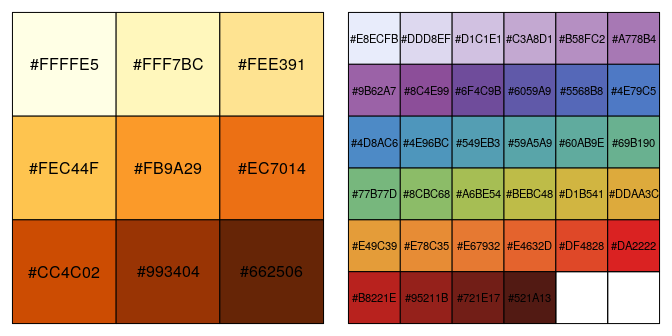 #FFFFE5 #FFF7BC #FEE391
#FEC44F #FB9A29 #EC7014
#CC4C02 #993404 #662506
#E8ECFB #DDD8EF #D1C1E1 #C3A8D1 #B58FC2 #A778B4
#9B62A7 #8C4E99 #6F4C9B #6059A9 #5568B8 #4E79C5
#4D8AC6 #4E96BC #549EB3 #59A5A9 #60AB9E #69B190
#77B77D #8CBC68 #A6BE54 #BEBC48 #D1B541 #DDAA3C
#E49C39 #E78C35 #E67932 #E4632D #DF4828 #DA2222
#B8221E #95211B #721E17 #521A13